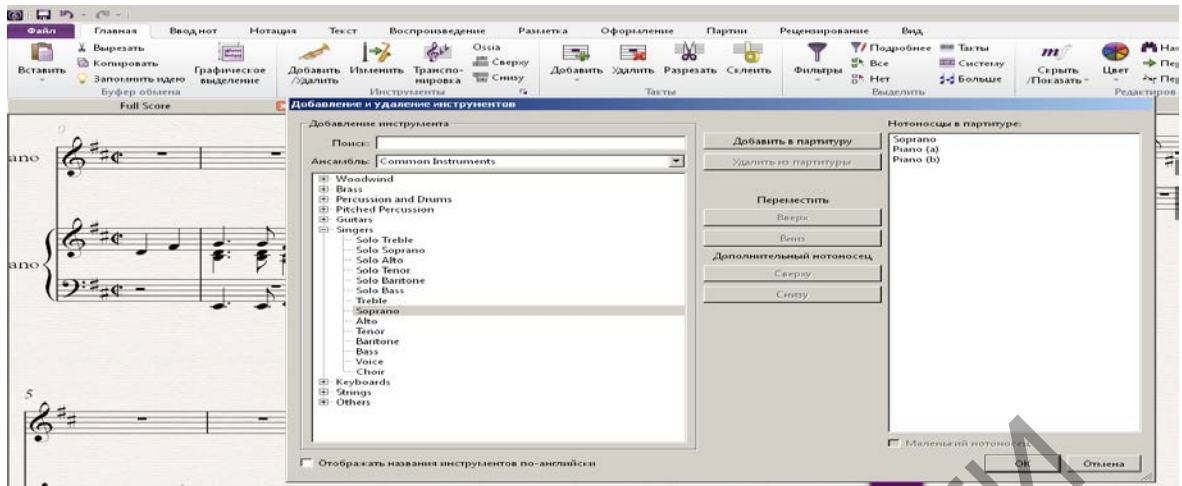 Файл Главная Ввод нот Нотация Текст Воспроизведение Разметка Оформление Партии Рецензирование Вид
Вставить
Вырезать
Копировать
Запомнить идею
Буфер обмена
Графическое выделение
Добавить /Удалить
Изменить
Транспо-нировка
Ossia
Сверху
Снизу
Инструменты
Добавить Удалить Разрезать Склеить
Такты
Фильтры
Подробнее
Все
Нет
Такты
Систему
Больше
Выделить
Скрыть /Показать
Цвет
Редактиров
Full Score
Добавление и удаление инструментов
Добавление инструмента
Поиск:
Ансамбль: Common Instruments
Woodwind
Brass
Percussion and Drums
Pitched Percussion
Guitars
Singers
Solo Treble
Solo Soprano
Solo Alto
Solo Tenor
Solo Baritone
Solo Bass
Treble
Soprano
Alto
Tenor
Baritone
Bass
Voice
Choir
Keyboards
Strings
Others
Отображать названия инструментов по-английски
Добавить в партитуру
Удалить из партитуры
Переместить
Вверх
Вниз
Дополнительный нотоносец
Сверху
Снизу
Нотоносцы в партитуре:
Soprano
Piano (a)
Piano (b)
Маленький нотоносец
ОК Отмена
ano
ano
5